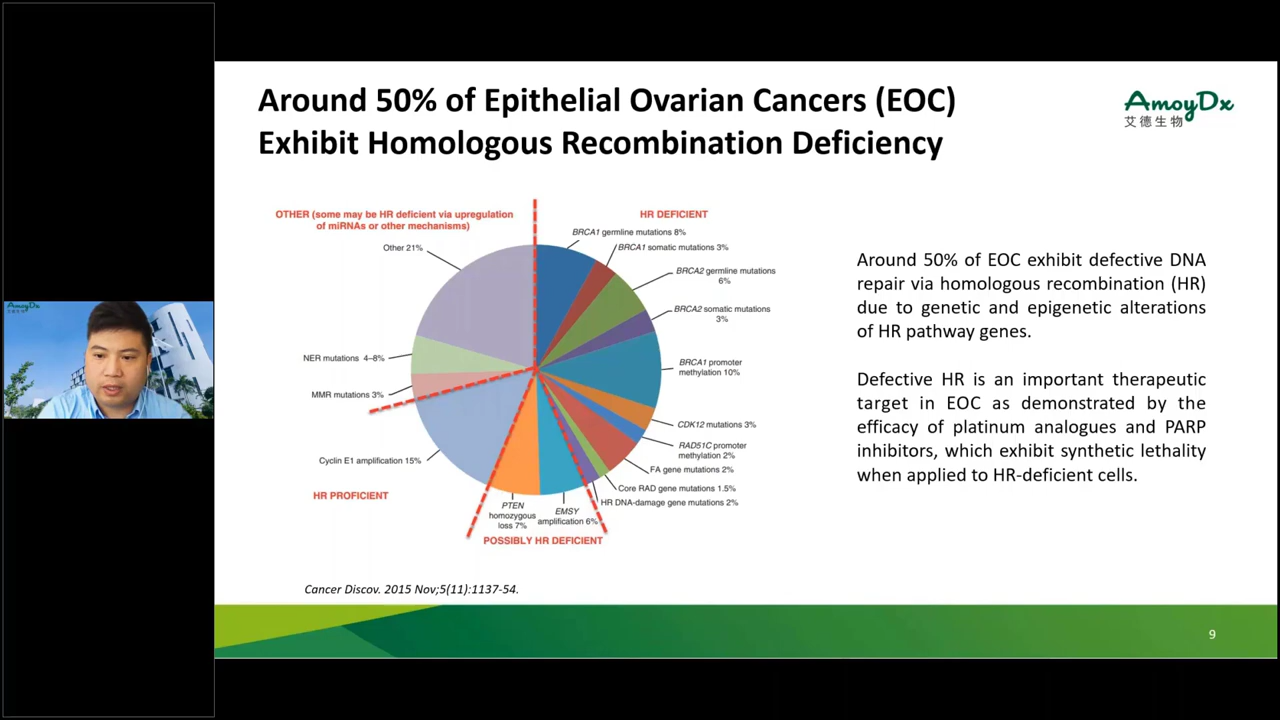 Around 50% of Epithelial Ovarian Cancers (EOC)
Exhibit Homologous Recombination Deficiency
AmoyDx
艾德生物
OTHER (some may be HR deficient via upregulation
of miRNAs or other mechanisms)
HR DEFICIENT
BRCA1 germline mutations 8%
BRCA1 somatic mutations 3%
BRCA2 germline mutations
6%
BRCA2 somatic mutations
3%
BRCA1 promoter
methylation 10%
CDK12 mutations 3%
RAD51C promoter
methylation 2%
FA gene mutations 2%
Core RAD gene mutations 1.5%
HR DNA-damage gene mutations 2%
EMSY
amplification 6%
PTEN
homozygous
loss 7%
POSSIBLY HR DEFICIENT
HR PROFICIENT
Cyclin E1 amplification 15%
MMR mutations 3%
NER mutations 4–8%
Other 21%
Around 50% of EOC exhibit defective DNA
repair via homologous recombination (HR)
due to genetic and epigenetic alterations
of HR pathway genes.
Defective HR is an important therapeutic
target in EOC as demonstrated by the
efficacy of platinum analogues and PARP
inhibitors, which exhibit synthetic lethality
when applied to HR-deficient cells.
Cancer Discov. 2015 Nov;5(11):1137-54.
9
AmoyDx